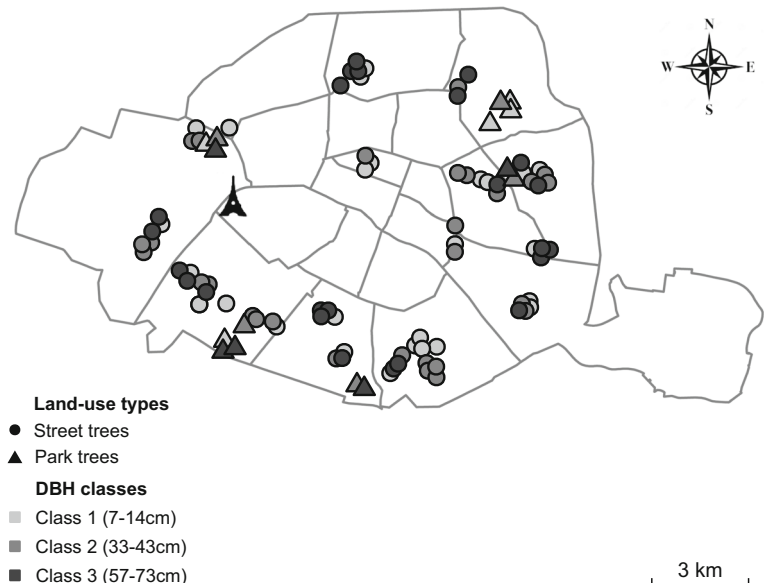 N
W E
S
Land-use types
Street trees
Park trees
DBH classes
Class 1 (7-14cm)
Class 2 (33-43cm)
Class 3 (57-73cm)
3 km